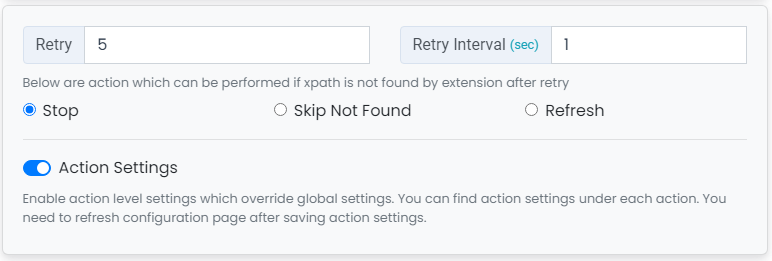 Retry 5 Retry Interval (sec) 1
Below are action which can be performed if xpath is not found by extension after retry
Stop Skip Not Found Refresh
Action Settings
Enable action level settings which override global settings. You can find action settings under each action. You
need to refresh configuration page after saving action settings.